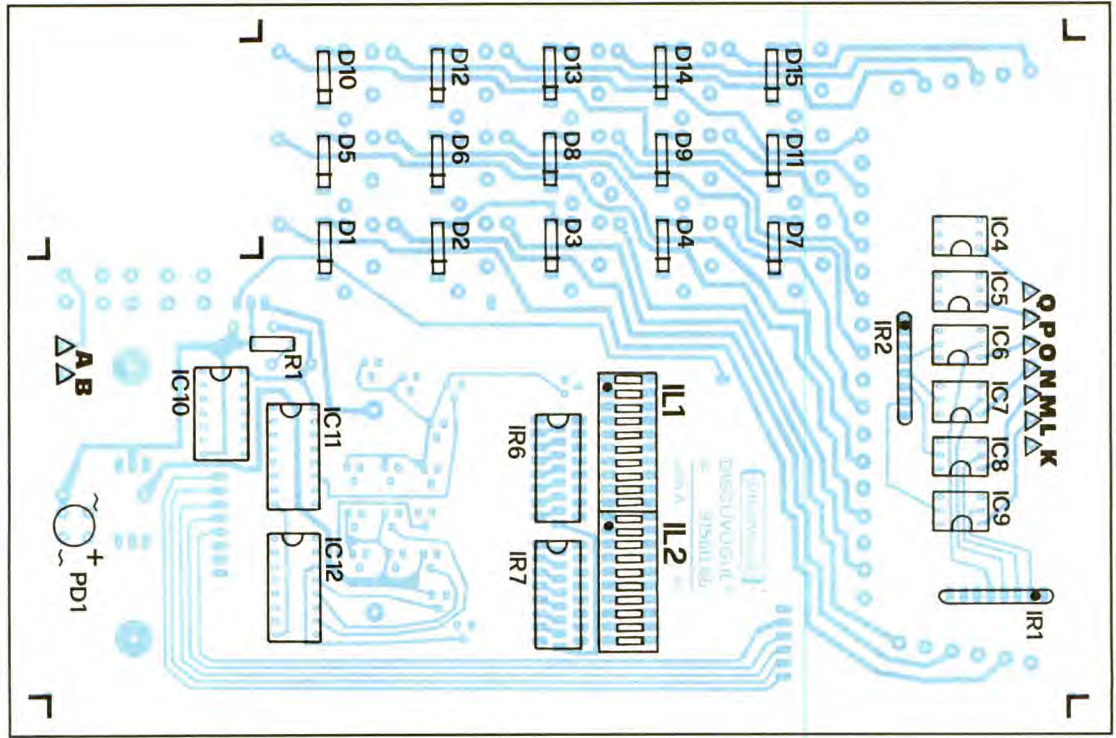 D10
D12
D13
D14
D15
D5
D6
D8
D9
D11
D1
D2
D3
D4
D7
IC4
IC5
IC6
IC7
IC8
IC9
Q P O N M L K
IR2
IR1
A B
R1
IC10
IC11
IC12
IR6
IR7
IL1
IL2
~ + ~
PD1